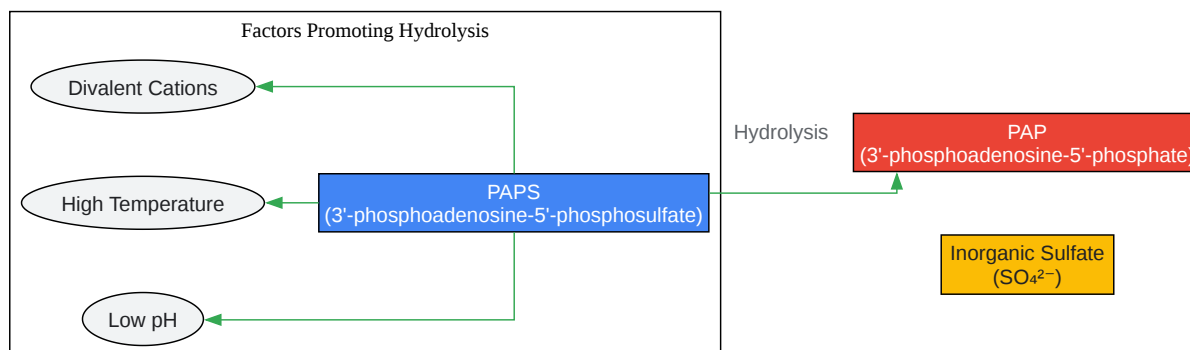 Factors Promoting Hydrolysis
Divalent Cations
High Temperature
Low pH
PAPS
(3'-phosphoadenosine-5'-phosphosulfate)
Hydrolysis
PAP
(3'-phosphoadenosine-5'-phosphate)
Inorganic Sulfate
(SO₄²⁻)